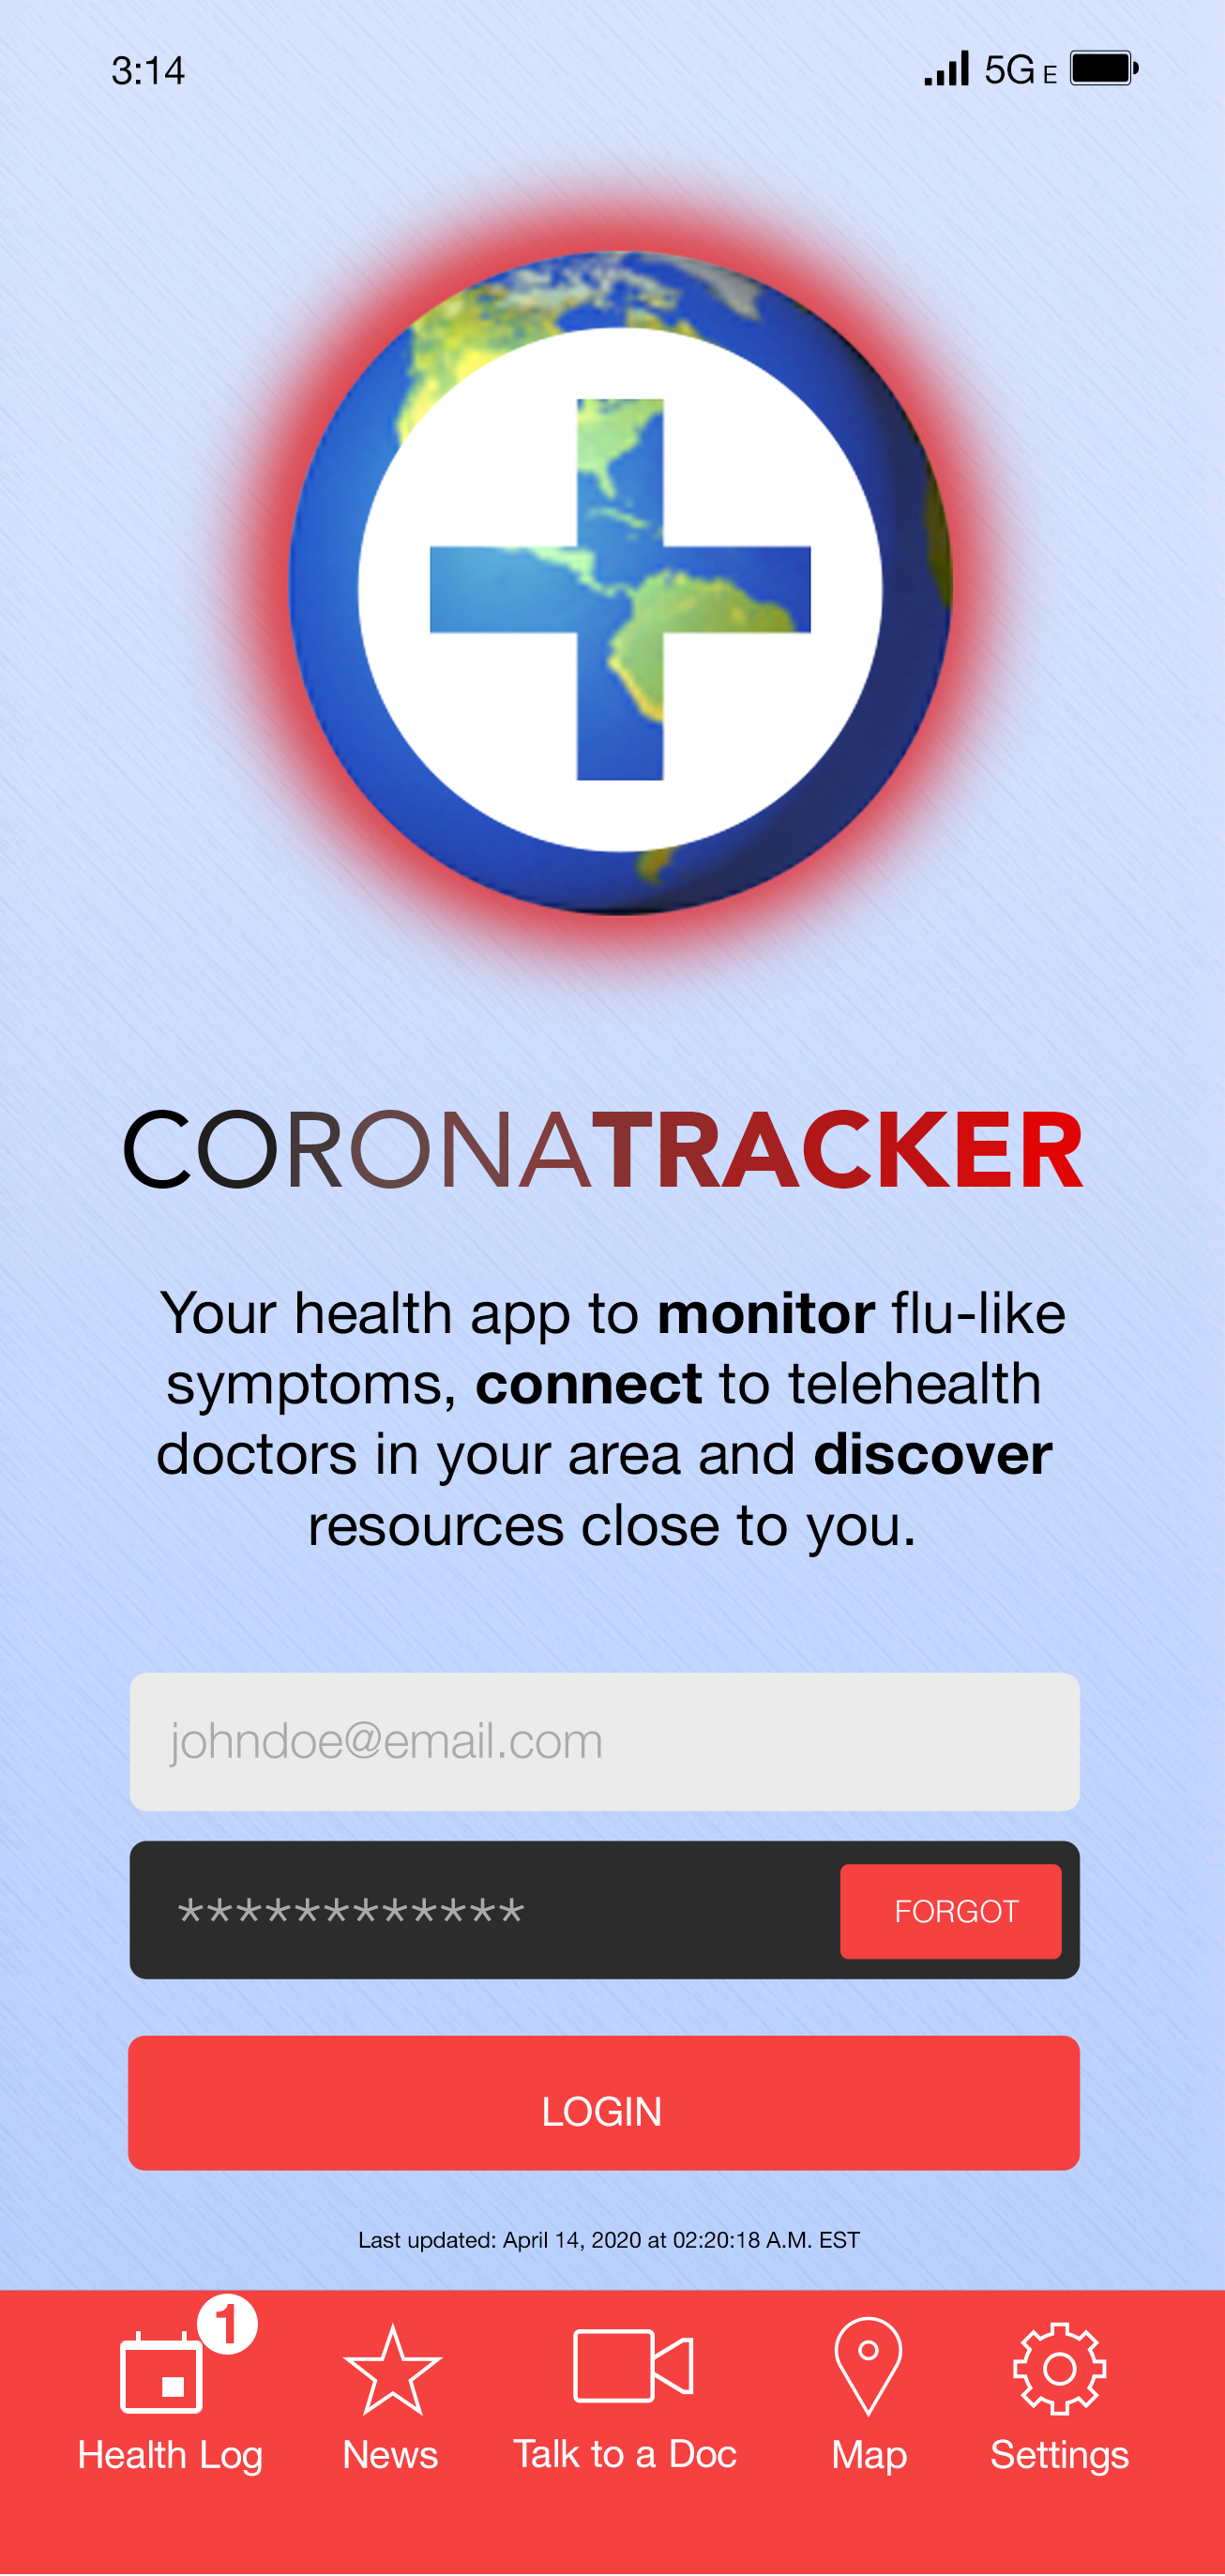 3:14
5G E
CORONATRACKER
Your health app to monitor flu-like
symptoms, connect to telehealth
doctors in your area and discover
resources close to you.
johndoe@email.com
************
FORGOT
LOGIN
Last updated: April 14, 2020 at 02:20:18 A.M. EST
1
Health Log
News
Talk to a Doc
Map
Settings